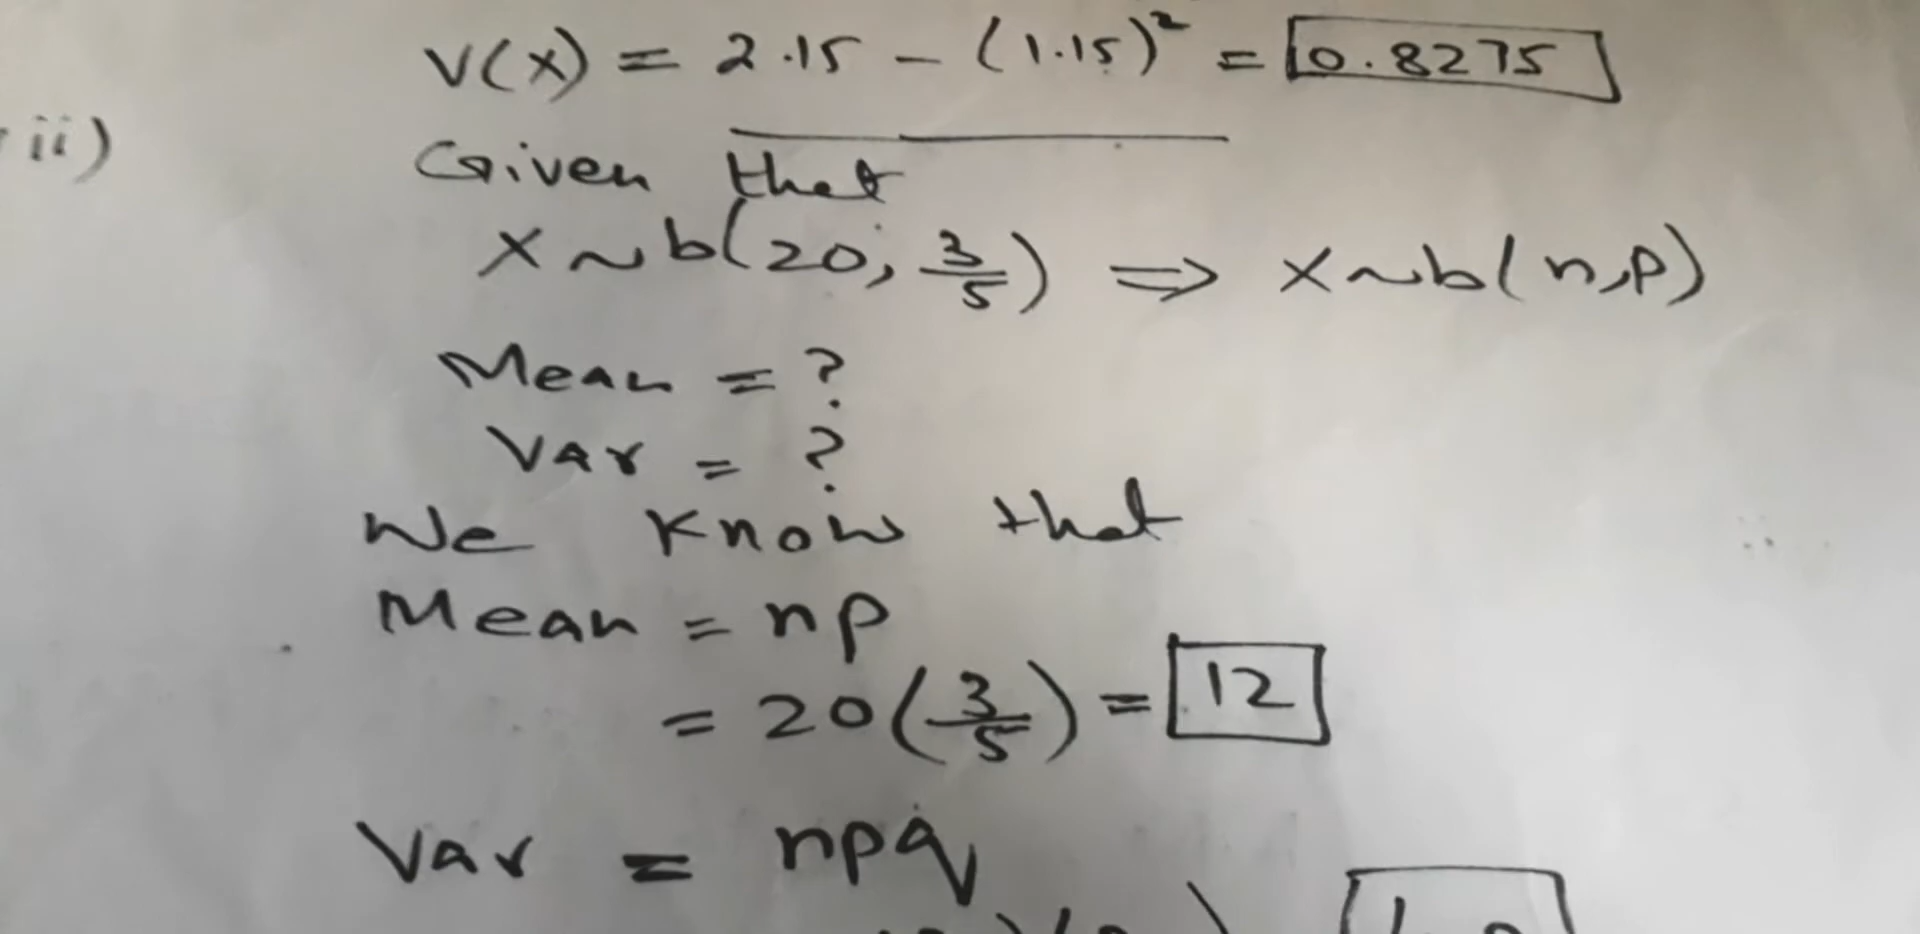 V(X) = 2.15 - (1.15)² = 0.8275
ii)
Given that
X ~ b(20, 3/5) ⇒ X ~ b(n,p)
Mean = ?
Var = ?
We know that
Mean = np
= 20(3/5) = 12
Var = npq